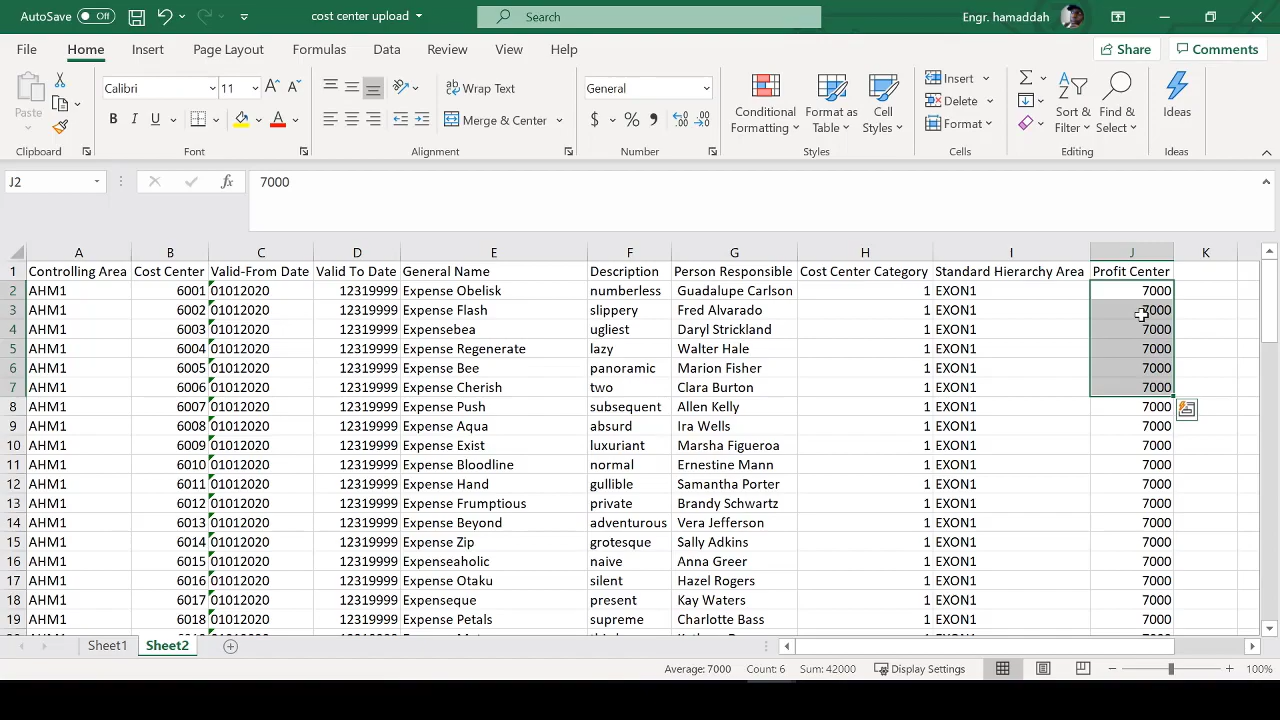 AutoSave Off cost center upload Search Engr. hamaddah
File Home Insert Page Layout Formulas Data Review View Help Share Comments
Paste Calibri 11 A A Wrap Text General Conditional Formatting Format as Table Cell Styles Insert Sort & Filter Find & Select Ideas
B I U A Merge & Center $ % Delete Format
Clipboard Font Alignment Number Styles Cells Editing Ideas
J2 fx 7000
A B C D E F G H I J K
1 Controlling Area Cost Center Valid-From Date Valid To Date General Name Description Person Responsible Cost Center Category Standard Hierarchy Area Profit Center
2 AHM1 6001 01012020 12319999 Expense Obelisk numberless Guadalupe Carlson 1 EXON1 7000
3 AHM1 6002 01012020 12319999 Expense Flash slippery Fred Alvarado 1 EXON1 7000
4 AHM1 6003 01012020 12319999 Expensebea ugliest Daryl Strickland 1 EXON1 7000
5 AHM1 6004 01012020 12319999 Expense Regenerate lazy Walter Hale 1 EXON1 7000
6 AHM1 6005 01012020 12319999 Expense Bee panoramic Marion Fisher 1 EXON1 7000
7 AHM1 6006 01012020 12319999 Expense Cherish two Clara Burton 1 EXON1 7000
8 AHM1 6007 01012020 12319999 Expense Push subsequent Allen Kelly 1 EXON1 7000
9 AHM1 6008 01012020 12319999 Expense Aqua absurd Ira Wells 1 EXON1 7000
10 AHM1 6009 01012020 12319999 Expense Exist luxuriant Marsha Figueroa 1 EXON1 7000
11 AHM1 6010 01012020 12319999 Expense Bloodline normal Ernestine Mann 1 EXON1 7000
12 AHM1 6011 01012020 12319999 Expense Hand gullible Samantha Porter 1 EXON1 7000
13 AHM1 6012 01012020 12319999 Expense Frumptious private Brandy Schwartz 1 EXON1 7000
14 AHM1 6013 01012020 12319999 Expense Beyond adventurous Vera Jefferson 1 EXON1 7000
15 AHM1 6014 01012020 12319999 Expense Zip grotesque Sally Adkins 1 EXON1 7000
16 AHM1 6015 01012020 12319999 Expenseaholic naive Anna Greer 1 EXON1 7000
17 AHM1 6016 01012020 12319999 Expense Otaku silent Hazel Rogers 1 EXON1 7000
18 AHM1 6017 01012020 12319999 Expenseque present Kay Waters 1 EXON1 7000
19 AHM1 6018 01012020 12319999 Expense Petals supreme Charlotte Bass 1 EXON1 7000
Sheet1 Sheet2
Average: 7000 Count: 6 Sum: 42000 Display Settings 100%